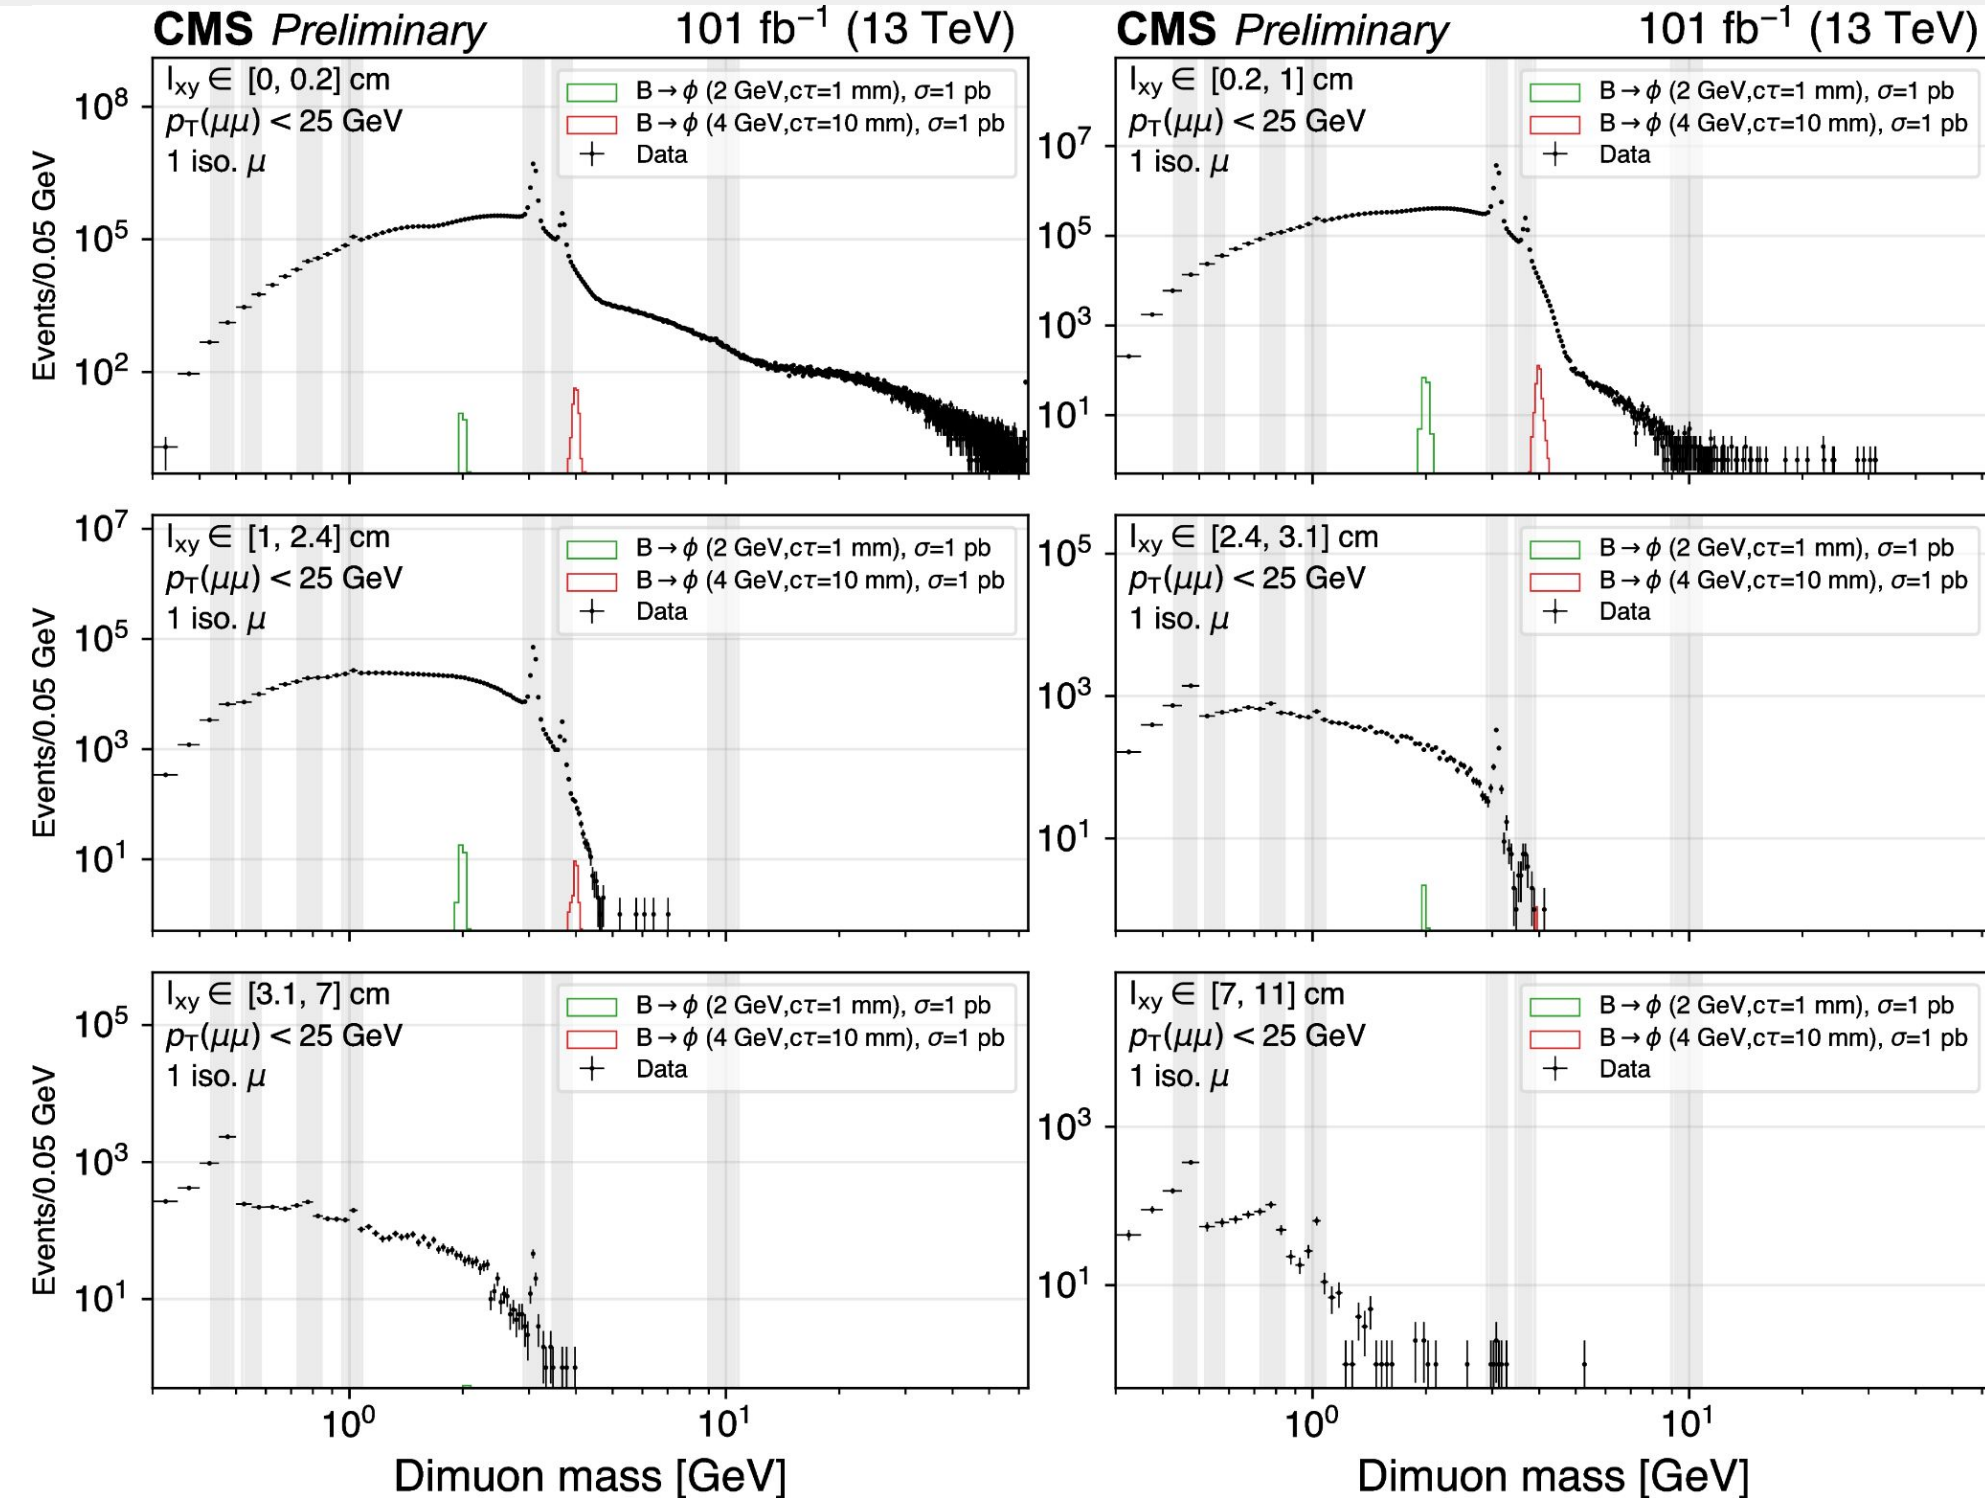 CMS Preliminary 101 fb⁻¹ (13 TeV)
lxy ∈ [0, 0.2] cm
pT(μμ) < 25 GeV
1 iso. μ
B→ϕ (2 GeV,cτ=1 mm), σ=1 pb
B→ϕ (4 GeV,cτ=10 mm), σ=1 pb
Data
Events/0.05 GeV
10⁸
10⁵
10²
CMS Preliminary 101 fb⁻¹ (13 TeV)
lxy ∈ [0.2, 1] cm
pT(μμ) < 25 GeV
1 iso. μ
B→ϕ (2 GeV,cτ=1 mm), σ=1 pb
B→ϕ (4 GeV,cτ=10 mm), σ=1 pb
Data
10⁷
10⁵
10³
10¹
lxy ∈ [1, 2.4] cm
pT(μμ) < 25 GeV
1 iso. μ
B→ϕ (2 GeV,cτ=1 mm), σ=1 pb
B→ϕ (4 GeV,cτ=10 mm), σ=1 pb
Data
Events/0.05 GeV
10⁷
10⁵
10³
10¹
lxy ∈ [2.4, 3.1] cm
pT(μμ) < 25 GeV
1 iso. μ
B→ϕ (2 GeV,cτ=1 mm), σ=1 pb
B→ϕ (4 GeV,cτ=10 mm), σ=1 pb
Data
10⁵
10³
10¹
lxy ∈ [3.1, 7] cm
pT(μμ) < 25 GeV
1 iso. μ
B→ϕ (2 GeV,cτ=1 mm), σ=1 pb
B→ϕ (4 GeV,cτ=10 mm), σ=1 pb
Data
Events/0.05 GeV
10⁵
10³
10¹
10⁰ 10¹
Dimuon mass [GeV]
lxy ∈ [7, 11] cm
pT(μμ) < 25 GeV
1 iso. μ
B→ϕ (2 GeV,cτ=1 mm), σ=1 pb
B→ϕ (4 GeV,cτ=10 mm), σ=1 pb
Data
10³
10¹
10⁰ 10¹
Dimuon mass [GeV]